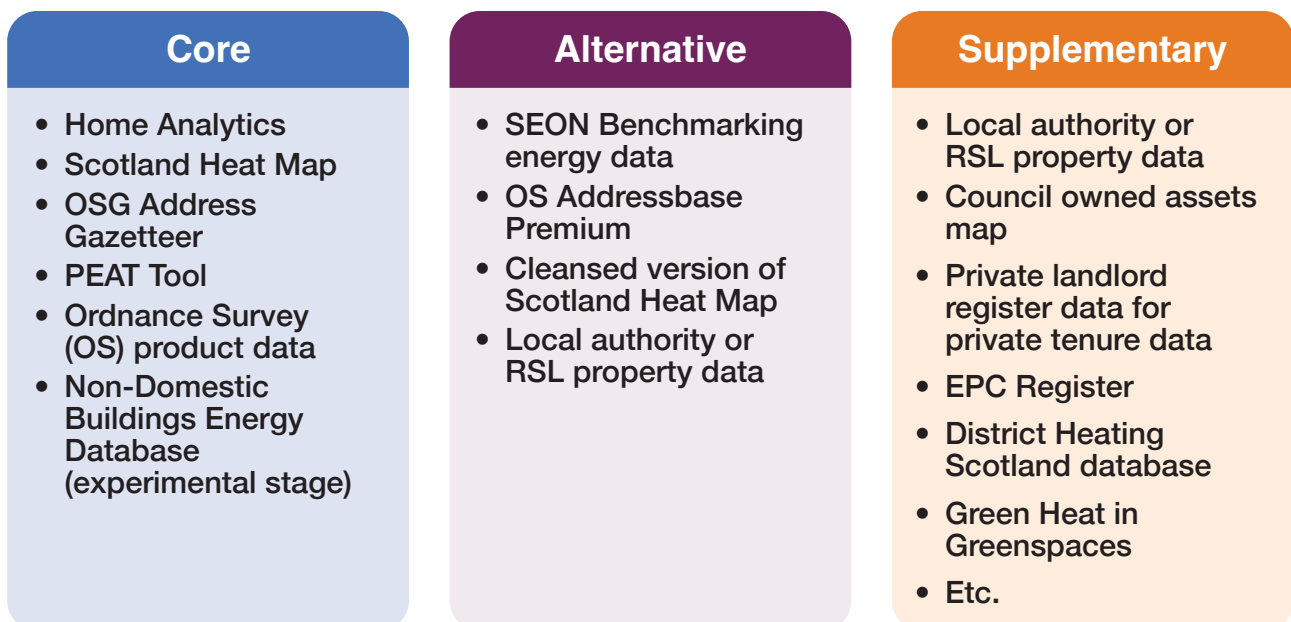 Core
• Home Analytics
• Scotland Heat Map
• OSG Address
Gazetteer
• PEAT Tool
• Ordnance Survey
(OS) product data
• Non-Domestic
Buildings Energy
Database
(experimental stage)
Alternative
• SEON Benchmarking
energy data
• OS Addressbase
Premium
• Cleansed version of
Scotland Heat Map
• Local authority or
RSL property data
Supplementary
• Local authority or
RSL property data
• Council owned assets
map
• Private landlord
register data for
private tenure data
• EPC Register
• District Heating
Scotland database
• Green Heat in
Greenspaces
• Etc.